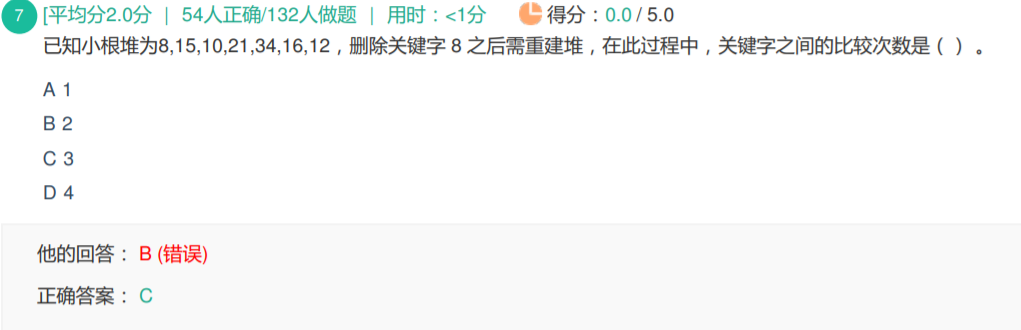 7 [平均分2.0分 | 54人正确/132人做题 | 用时：<1分 得分：0.0 / 5.0
已知小根堆为8,15,10,21,34,16,12，删除关键字 8 之后需重建堆，在此过程中，关键字之间的比较次数是（ ）。
A 1
B 2
C 3
D 4
他的回答： B (错误)
正确答案： C